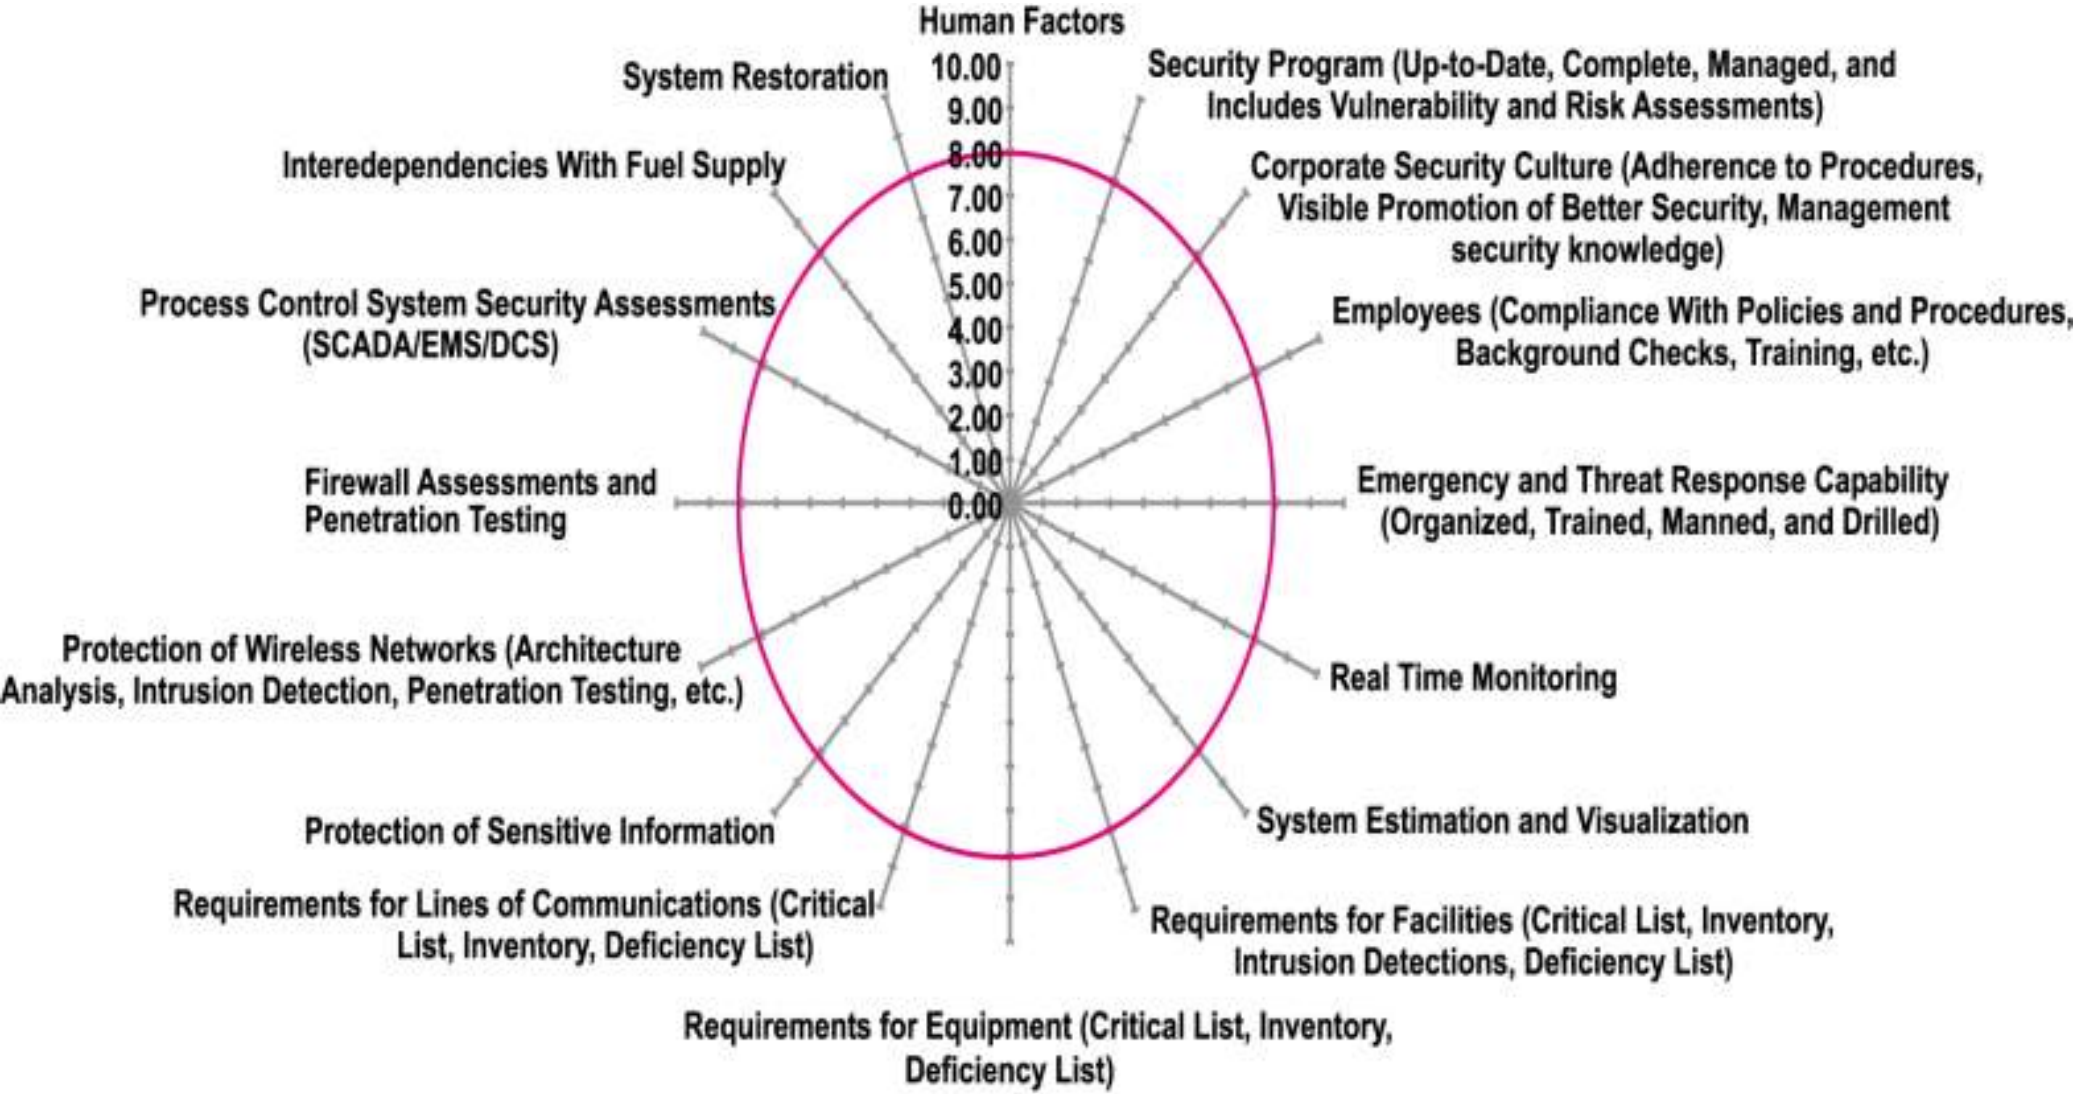 Human Factors
10.00
9.00
8.00
7.00
6.00
5.00
4.00
3.00
2.00
1.00
0.00
Security Program (Up-to-Date, Complete, Managed, and
Includes Vulnerability and Risk Assessments)
Corporate Security Culture (Adherence to Procedures,
Visible Promotion of Better Security, Management
security knowledge)
Employees (Compliance With Policies and Procedures,
Background Checks, Training, etc.)
Emergency and Threat Response Capability
(Organized, Trained, Manned, and Drilled)
Real Time Monitoring
System Estimation and Visualization
Requirements for Facilities (Critical List, Inventory,
Intrusion Detections, Deficiency List)
Requirements for Equipment (Critical List, Inventory,
Deficiency List)
Requirements for Lines of Communications (Critical
List, Inventory, Deficiency List)
Protection of Sensitive Information
Protection of Wireless Networks (Architecture
Analysis, Intrusion Detection, Penetration Testing, etc.)
Firewall Assessments and
Penetration Testing
Process Control System Security Assessments
(SCADA/EMS/DCS)
Interedependencies With Fuel Supply
System Restoration